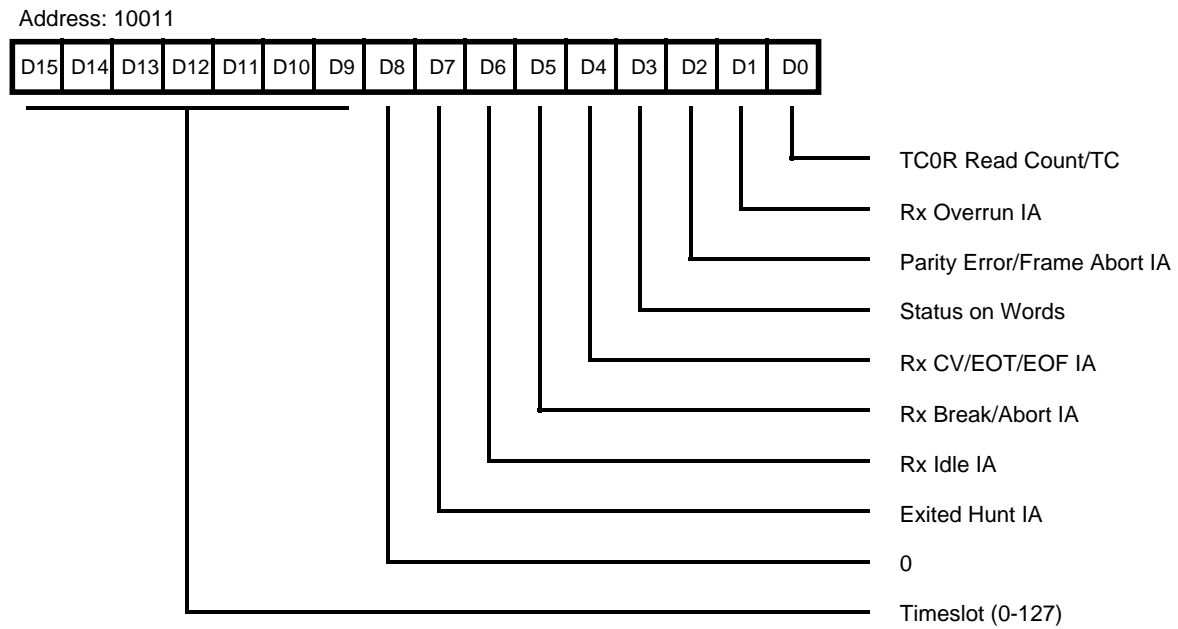 Address: 10011
D15 D14 D13 D12 D11 D10 D9 D8 D7 D6 D5 D4 D3 D2 D1 D0
TC0R Read Count/TC
Rx Overrun IA
Parity Error/Frame Abort IA
Status on Words
Rx CV/EOT/EOF IA
Rx Break/Abort IA
Rx Idle IA
Exited Hunt IA
0
Timeslot (0-127)